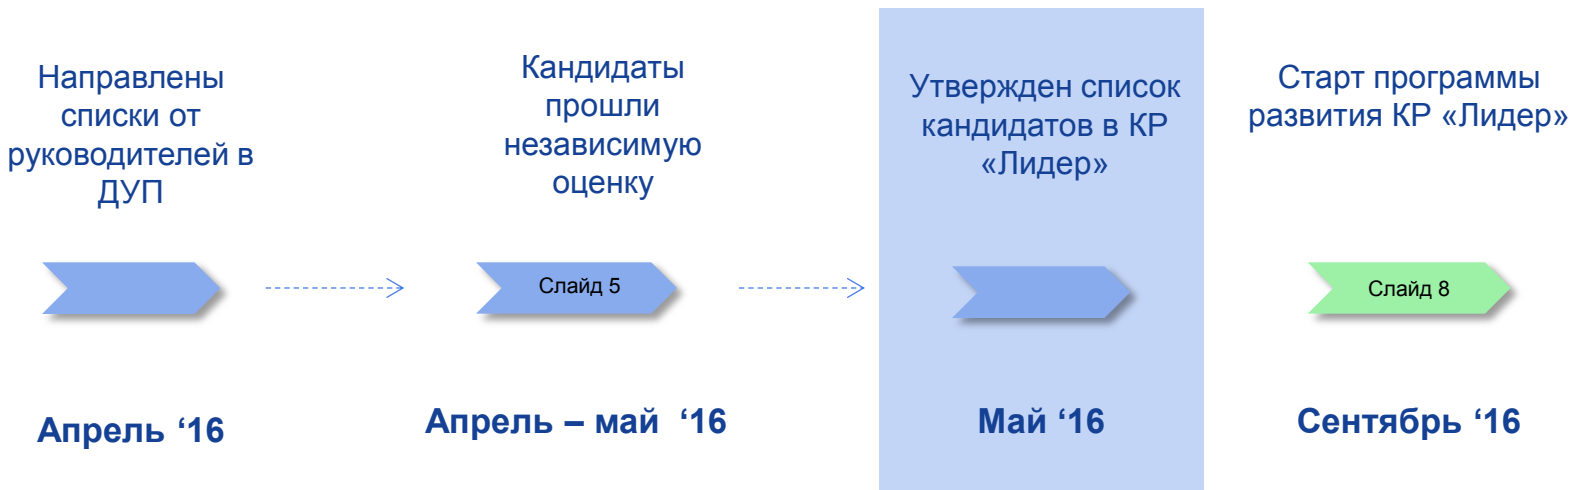 Направлены
списки от
руководителей в
ДУП
Кандидаты
прошли
независимую
оценку
Утвержден список
кандидатов в КР
«Лидер»
Старт программы
развития КР «Лидер»
Слайд 5
Слайд 8
Апрель ‘16
Апрель – май ‘16
Май ‘16
Сентябрь ‘16